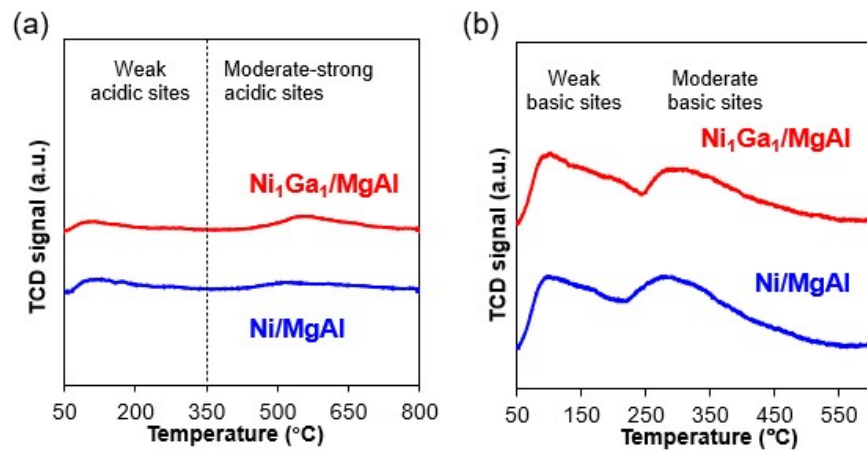 (a)
Weak
acidic sites
Moderate-strong
acidic sites
Ni₁Ga₁/MgAl
Ni/MgAl
TCD signal (a.u.)
50 200 350 500 650 800
Temperature (°C)
(b)
Weak
basic sites
Moderate
basic sites
Ni₁Ga₁/MgAl
Ni/MgAl
TCD signal (a.u.)
50 150 250 350 450 550
Temperature (°C)